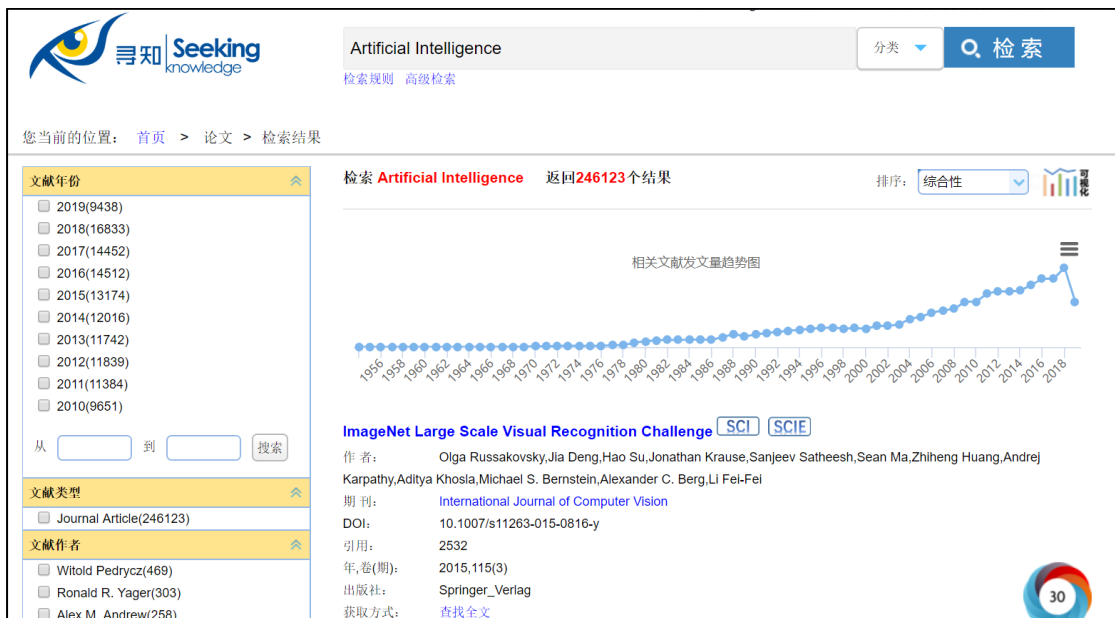 寻知 Seeking knowledge
Artificial Intelligence
分类
检索
检索规则 高级检索
您当前的位置： 首页 > 论文 > 检索结果
文献年份
2019(9438)
2018(16833)
2017(14452)
2016(14512)
2015(13174)
2014(12016)
2013(11742)
2012(11839)
2011(11384)
2010(9651)
从 到 搜索
文献类型
Journal Article(246123)
文献作者
Witold Pedrycz(469)
Ronald R. Yager(303)
Alex M. Andrew(258)
检索 Artificial Intelligence 返回246123个结果
排序： 综合性
可视化
相关文献发文量趋势图
1956 1958 1960 1962 1964 1966 1968 1970 1972 1974 1976 1978 1980 1982 1984 1986 1988 1990 1992 1994 1996 1998 2000 2002 2004 2006 2008 2010 2012 2014 2016 2018
ImageNet Large Scale Visual Recognition Challenge SCI SCIE
作 者： Olga Russakovsky,Jia Deng,Hao Su,Jonathan Krause,Sanjeev Satheesh,Sean Ma,Zhiheng Huang,Andrej
Karpathy,Aditya Khosla,Michael S. Bernstein,Alexander C. Berg,Li Fei-Fei
期 刊： International Journal of Computer Vision
DOI： 10.1007/s11263-015-0816-y
引用： 2532
年,卷(期)： 2015,115(3)
出版社： Springer_Verlag
获取方式： 查找全文
30